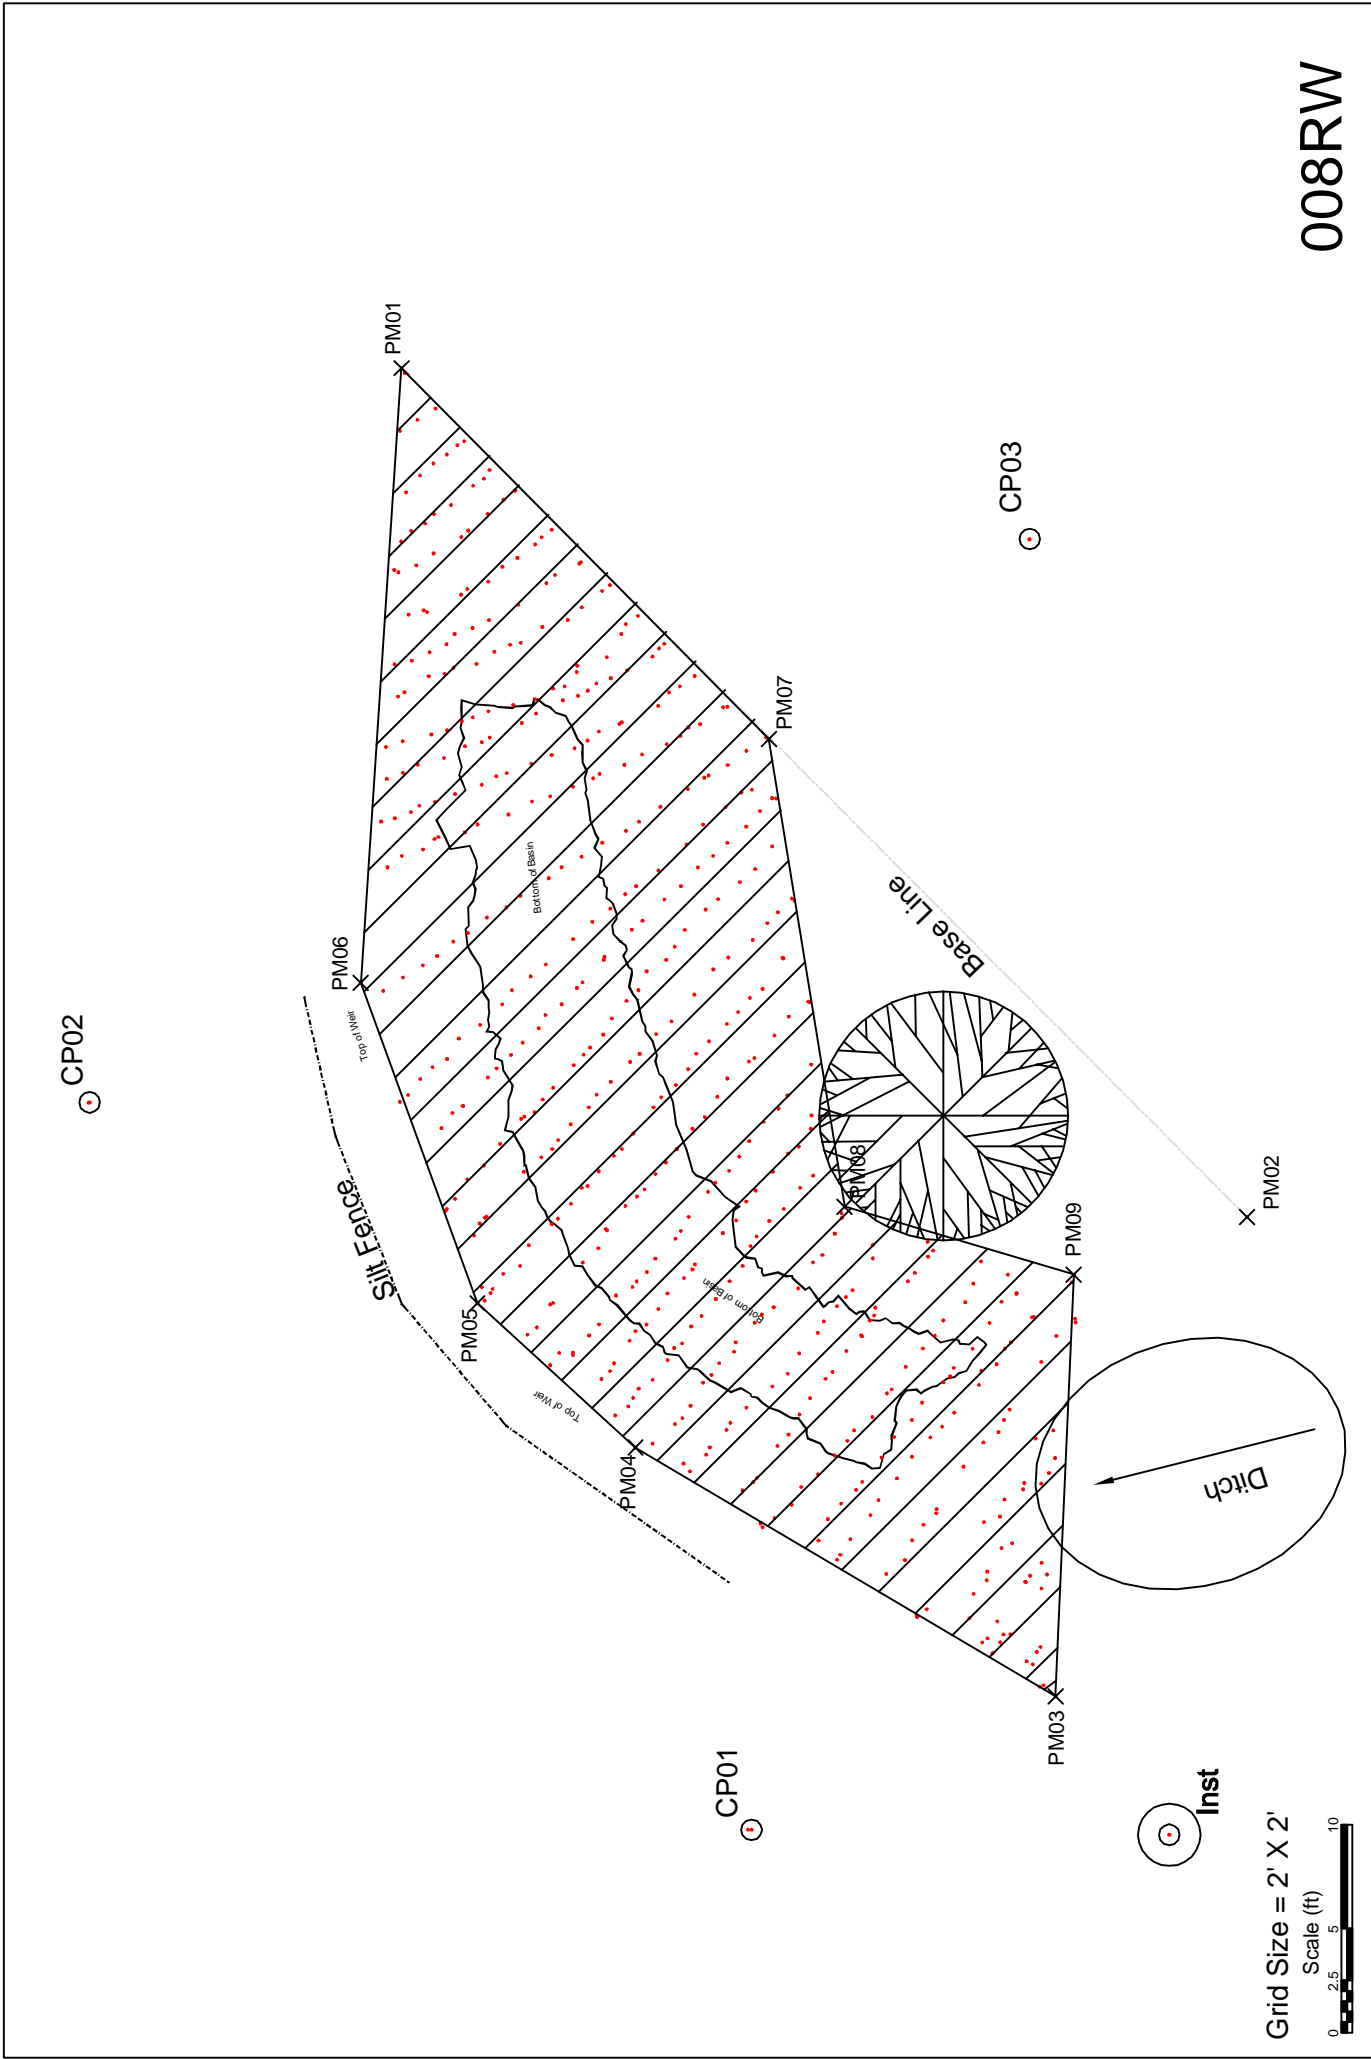 008RW
PM01
CP03
CP02
PM06
Top of Weir
Bottom of Basin
PM07
Base Line
Silt Fence
PM05
Top of Weir
PM04
Bottom of Basin
PM08
PM09
PM02
Ditch
PM03
CP01
Inst
Grid Size = 2' X 2'
Scale (ft)
0 2.5 5 10